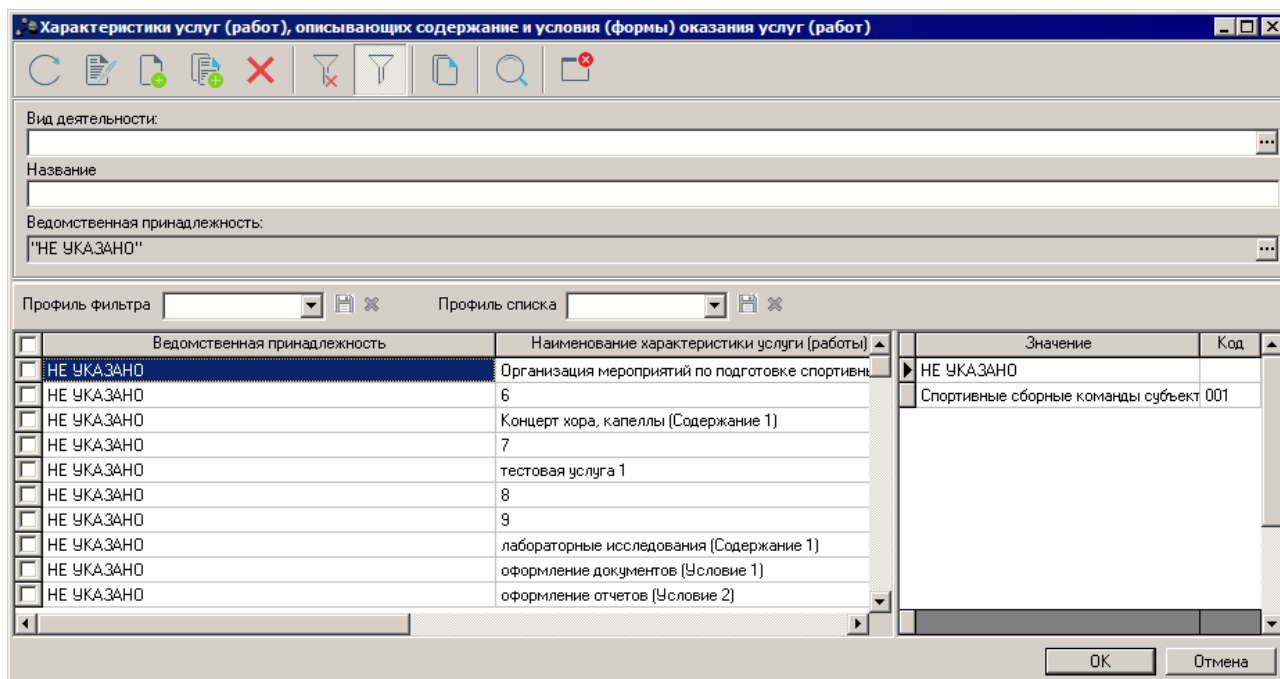 Характеристики услуг (работ), описывающих содержание и условия (формы) оказания услуг (работ)
Вид деятельности:
Название
Ведомственная принадлежность:
"НЕ УКАЗАНО"
Профиль фильтра Профиль списка
Ведомственная принадлежность Наименование характеристики услуги (работы) Значение Код
НЕ УКАЗАНО Организация мероприятий по подготовке спортивн НЕ УКАЗАНО
НЕ УКАЗАНО 6 Спортивные сборные команды субъект 001
НЕ УКАЗАНО Концерт хора, капеллы (Содержание 1)
НЕ УКАЗАНО 7
НЕ УКАЗАНО тестовая услуга 1
НЕ УКАЗАНО 8
НЕ УКАЗАНО 9
НЕ УКАЗАНО лабораторные исследования (Содержание 1)
НЕ УКАЗАНО оформление документов (Условие 1)
НЕ УКАЗАНО оформление отчетов (Условие 2)
OK Отмена